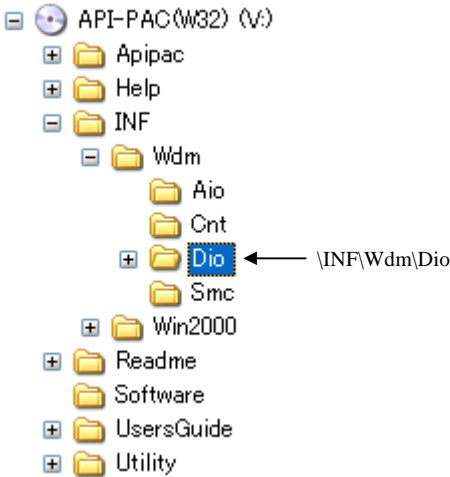 API-PAC(W32) (V:)
Apipac
Help
INF
Wdm
Aio
Cnt
Dio
\INF\Wdm\Dio
Smc
Win2000
Readme
Software
UsersGuide
Utility